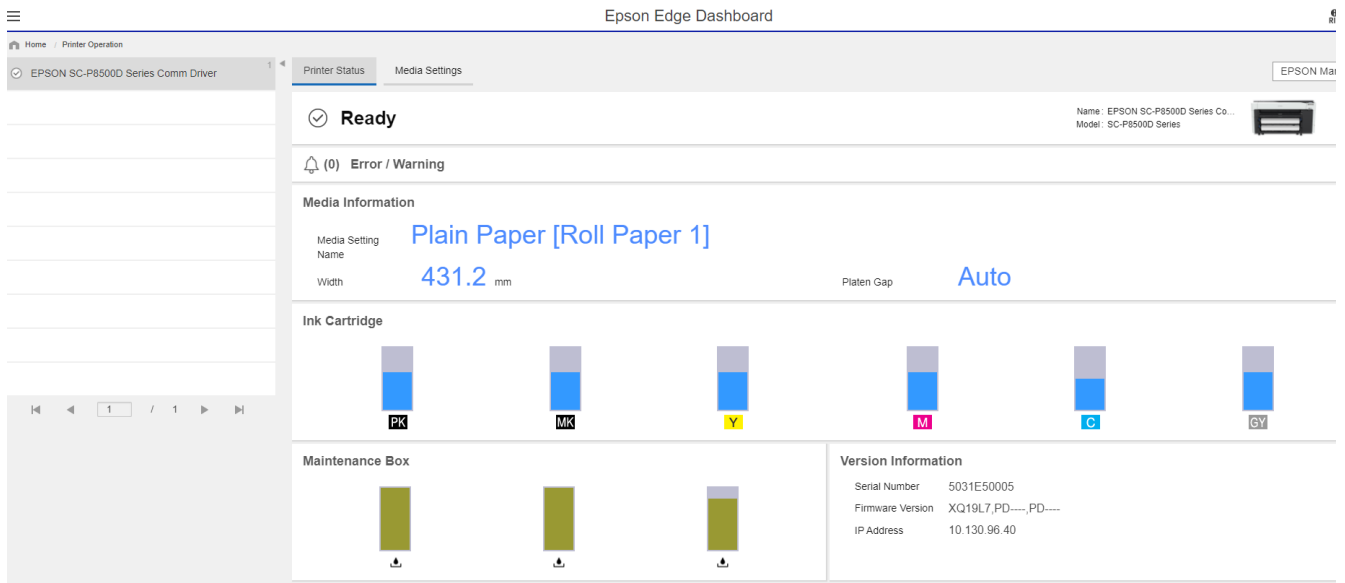 Epson Edge Dashboard
Home / Printer Operation
EPSON SC-P8500D Series Comm Driver
1
Printer Status
Media Settings
EPSON Mar
Ready
Name : EPSON SC-P8500D Series Co...
Model : SC-P8500D Series
(0) Error / Warning
Media Information
Media Setting
Name
Plain Paper [Roll Paper 1]
Width
431.2 mm
Platen Gap
Auto
Ink Cartridge
PK
MK
Y
M
C
GY
1 / 1
Maintenance Box
Version Information
Serial Number 5031E50005
Firmware Version XQ19L7,PD----,PD----
IP Address 10.130.96.40